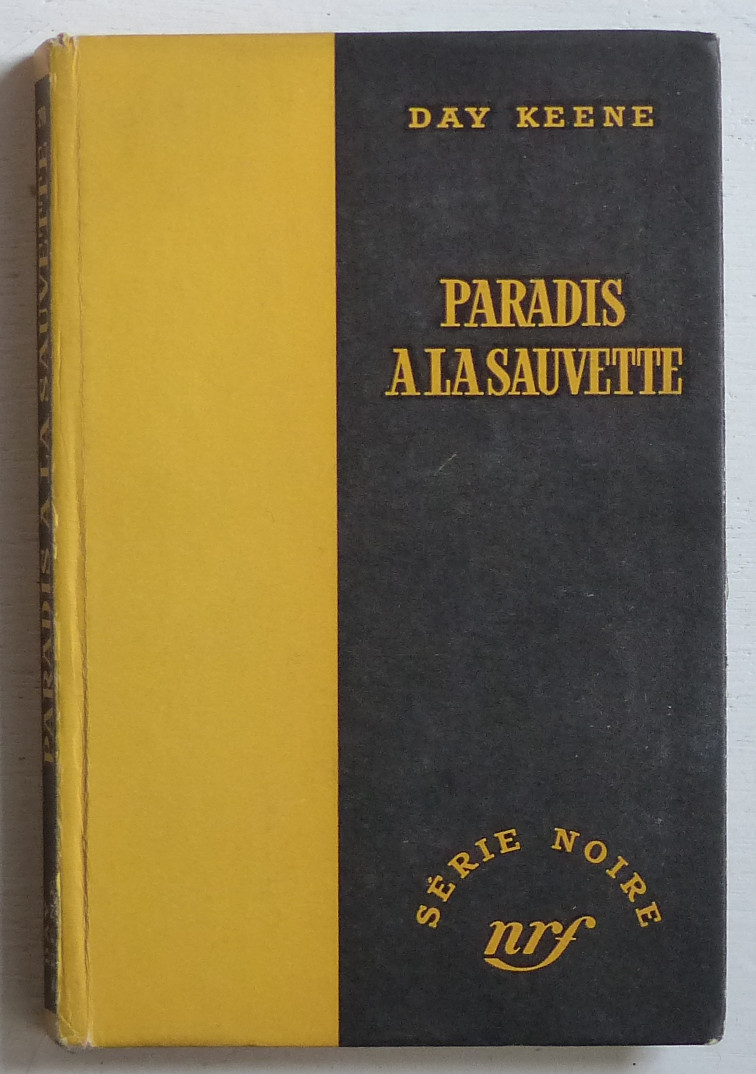 DAY KEENE
PARADIS
A LA SAUVETTE
SÉRIE NOIRE
nrf
PARADIS A LA SAUVETTE